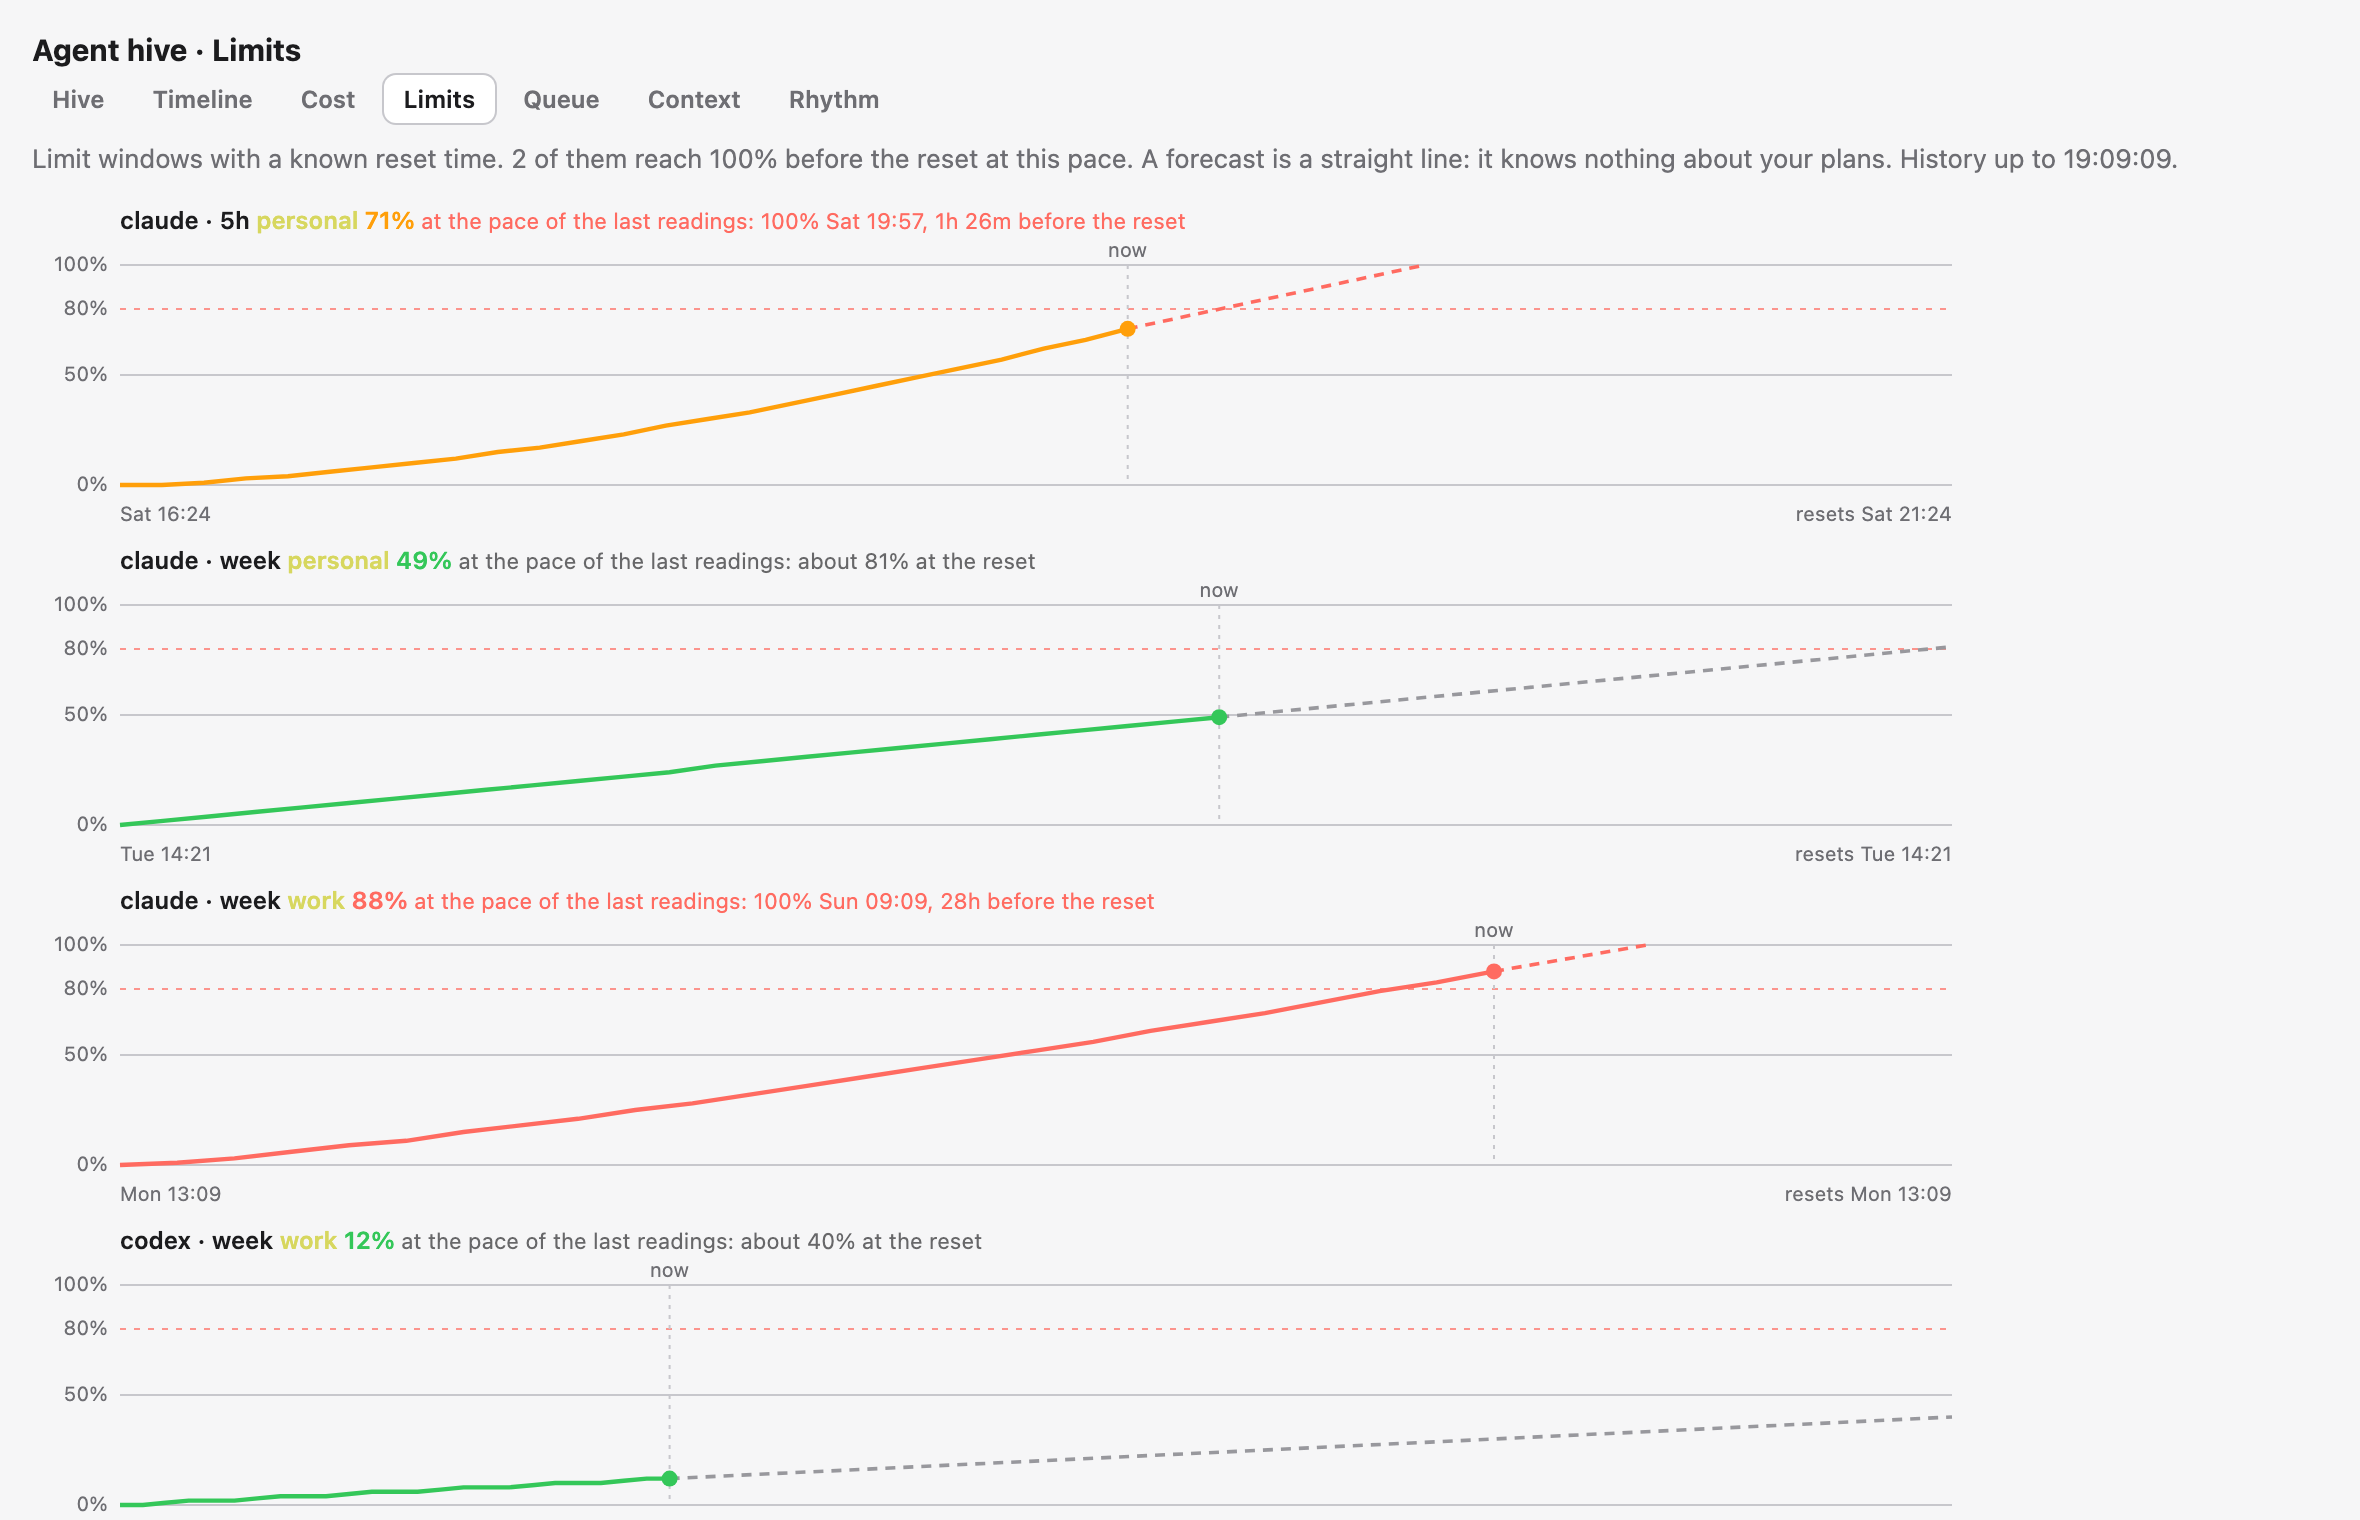 Agent hive · Limits
Hive Timeline Cost Limits Queue Context Rhythm
Limit windows with a known reset time. 2 of them reach 100% before the reset at this pace. A forecast is a straight line: it knows nothing about your plans. History up to 19:09:09.
claude · 5h personal 71% at the pace of the last readings: 100% Sat 19:57, 1h 26m before the reset
now
100%
80%
50%
0%
Sat 16:24 resets Sat 21:24
claude · week personal 49% at the pace of the last readings: about 81% at the reset
now
100%
80%
50%
0%
Tue 14:21 resets Tue 14:21
claude · week work 88% at the pace of the last readings: 100% Sun 09:09, 28h before the reset
now
100%
80%
50%
0%
Mon 13:09 resets Mon 13:09
codex · week work 12% at the pace of the last readings: about 40% at the reset
now
100%
80%
50%
0%